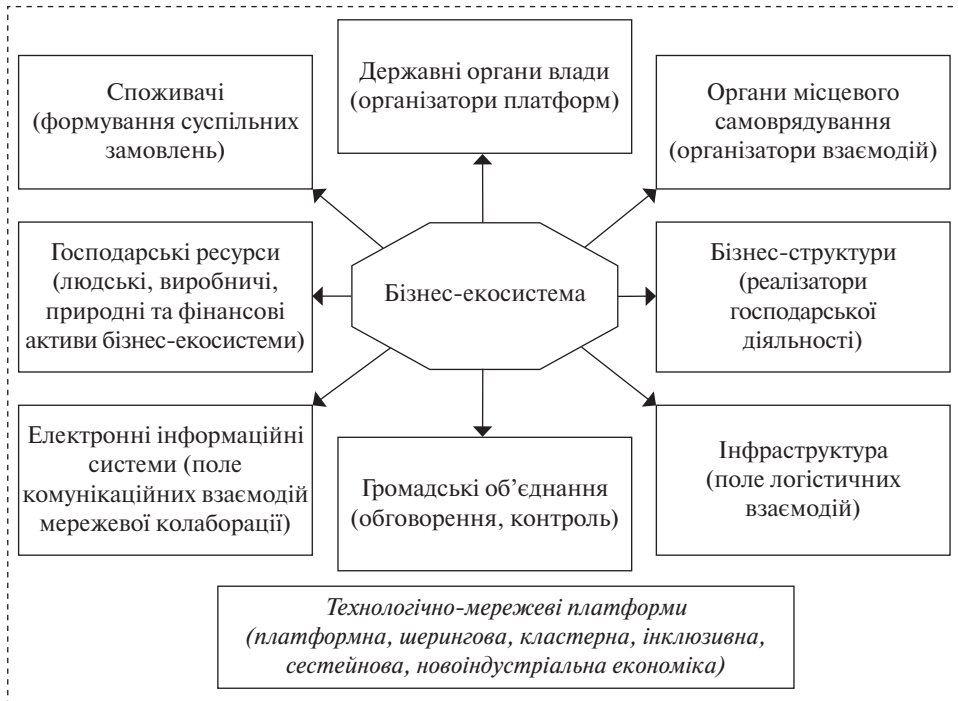 Споживачі
(формування суспільних
замовлень)
Державні органи влади
(організатори платформ)
Органи місцевого
самоврядування
(організатори взаємодій)
Господарські ресурси
(людські, виробничі,
природні та фінансові
активи бізнес-екосистеми)
Бізнес-екосистема
Бізнес-структури
(реалізатори
господарської
діяльності)
Електронні інформаційні
системи (поле
комунікаційних взаємодій
мережевої колаборації)
Громадські об’єднання
(обговорення, контроль)
Інфраструктура
(поле логістичних
взаємодій)
Технологічно-мережеві платформи
(платформна, шерингова, кластерна, інклюзивна,
сестейнова, новоіндустріальна економіка)